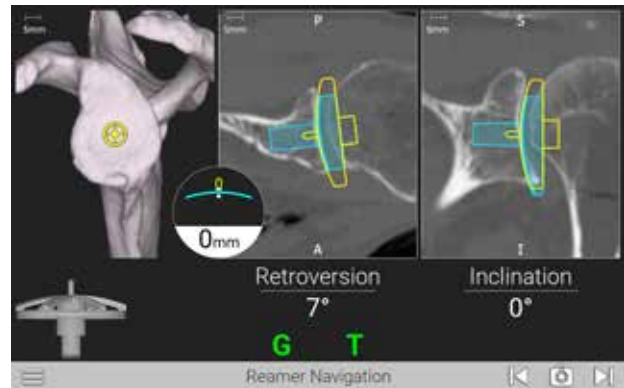 5mm
P
5mm
S
5mm
0mm
A
I
Retroversion
Inclination
7°
0°
G T
Reamer Navigation